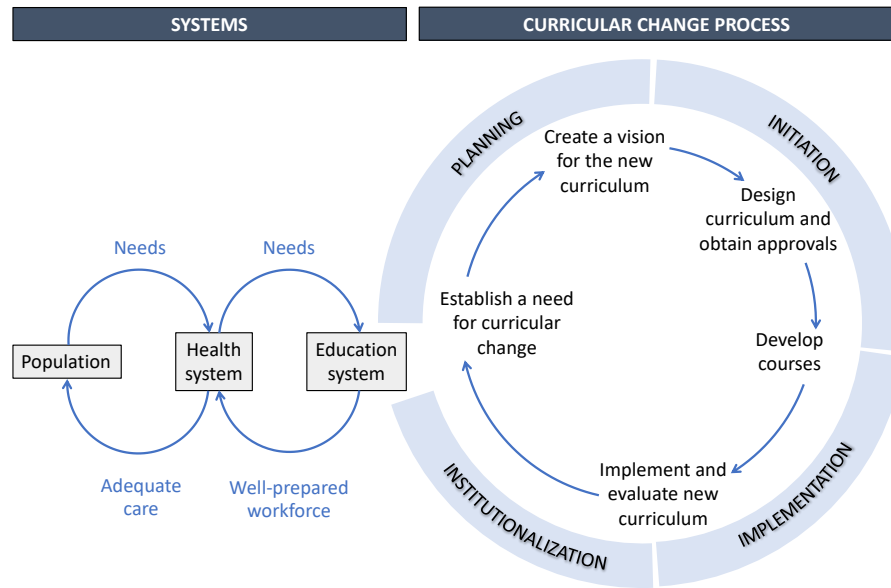 SYSTEMS
CURRICULAR CHANGE PROCESS
Needs
Needs
Population
Health
system
Education
system
Adequate
care
Well-prepared
workforce
PLANNING
INITIATION
IMPLEMENTATION
INSTITUTIONALIZATION
Create a vision
for the new
curriculum
Design
curriculum and
obtain approvals
Develop
courses
Implement and
evaluate new
curriculum
Establish a need
for curricular
change